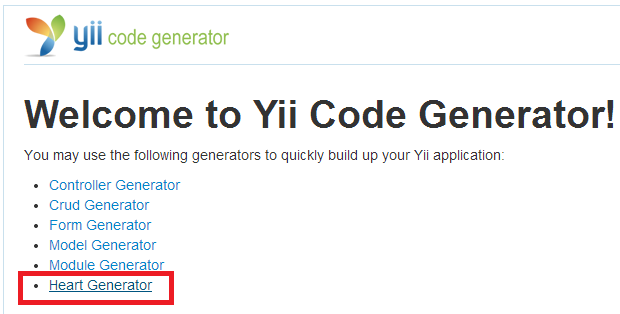 yii code generator
Welcome to Yii Code Generator!
You may use the following generators to quickly build up your Yii application:
Controller Generator
Crud Generator
Form Generator
Model Generator
Module Generator
Heart Generator